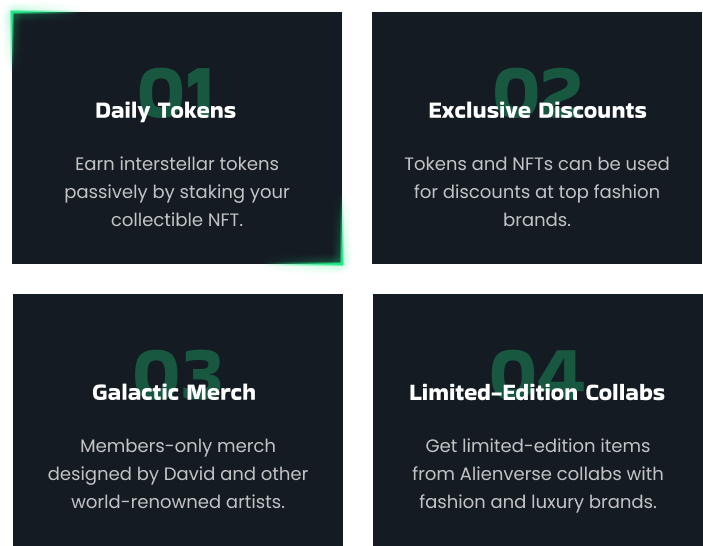 01
Daily Tokens
Earn interstellar tokens
passively by staking your
collectible NFT.
02
Exclusive Discounts
Tokens and NFTs can be used
for discounts at top fashion
brands.
03
Galactic Merch
Members-only merch
designed by David and other
world-renowned artists.
04
Limited-Edition Collabs
Get limited-edition items
from Alienverse collabs with
fashion and luxury brands.